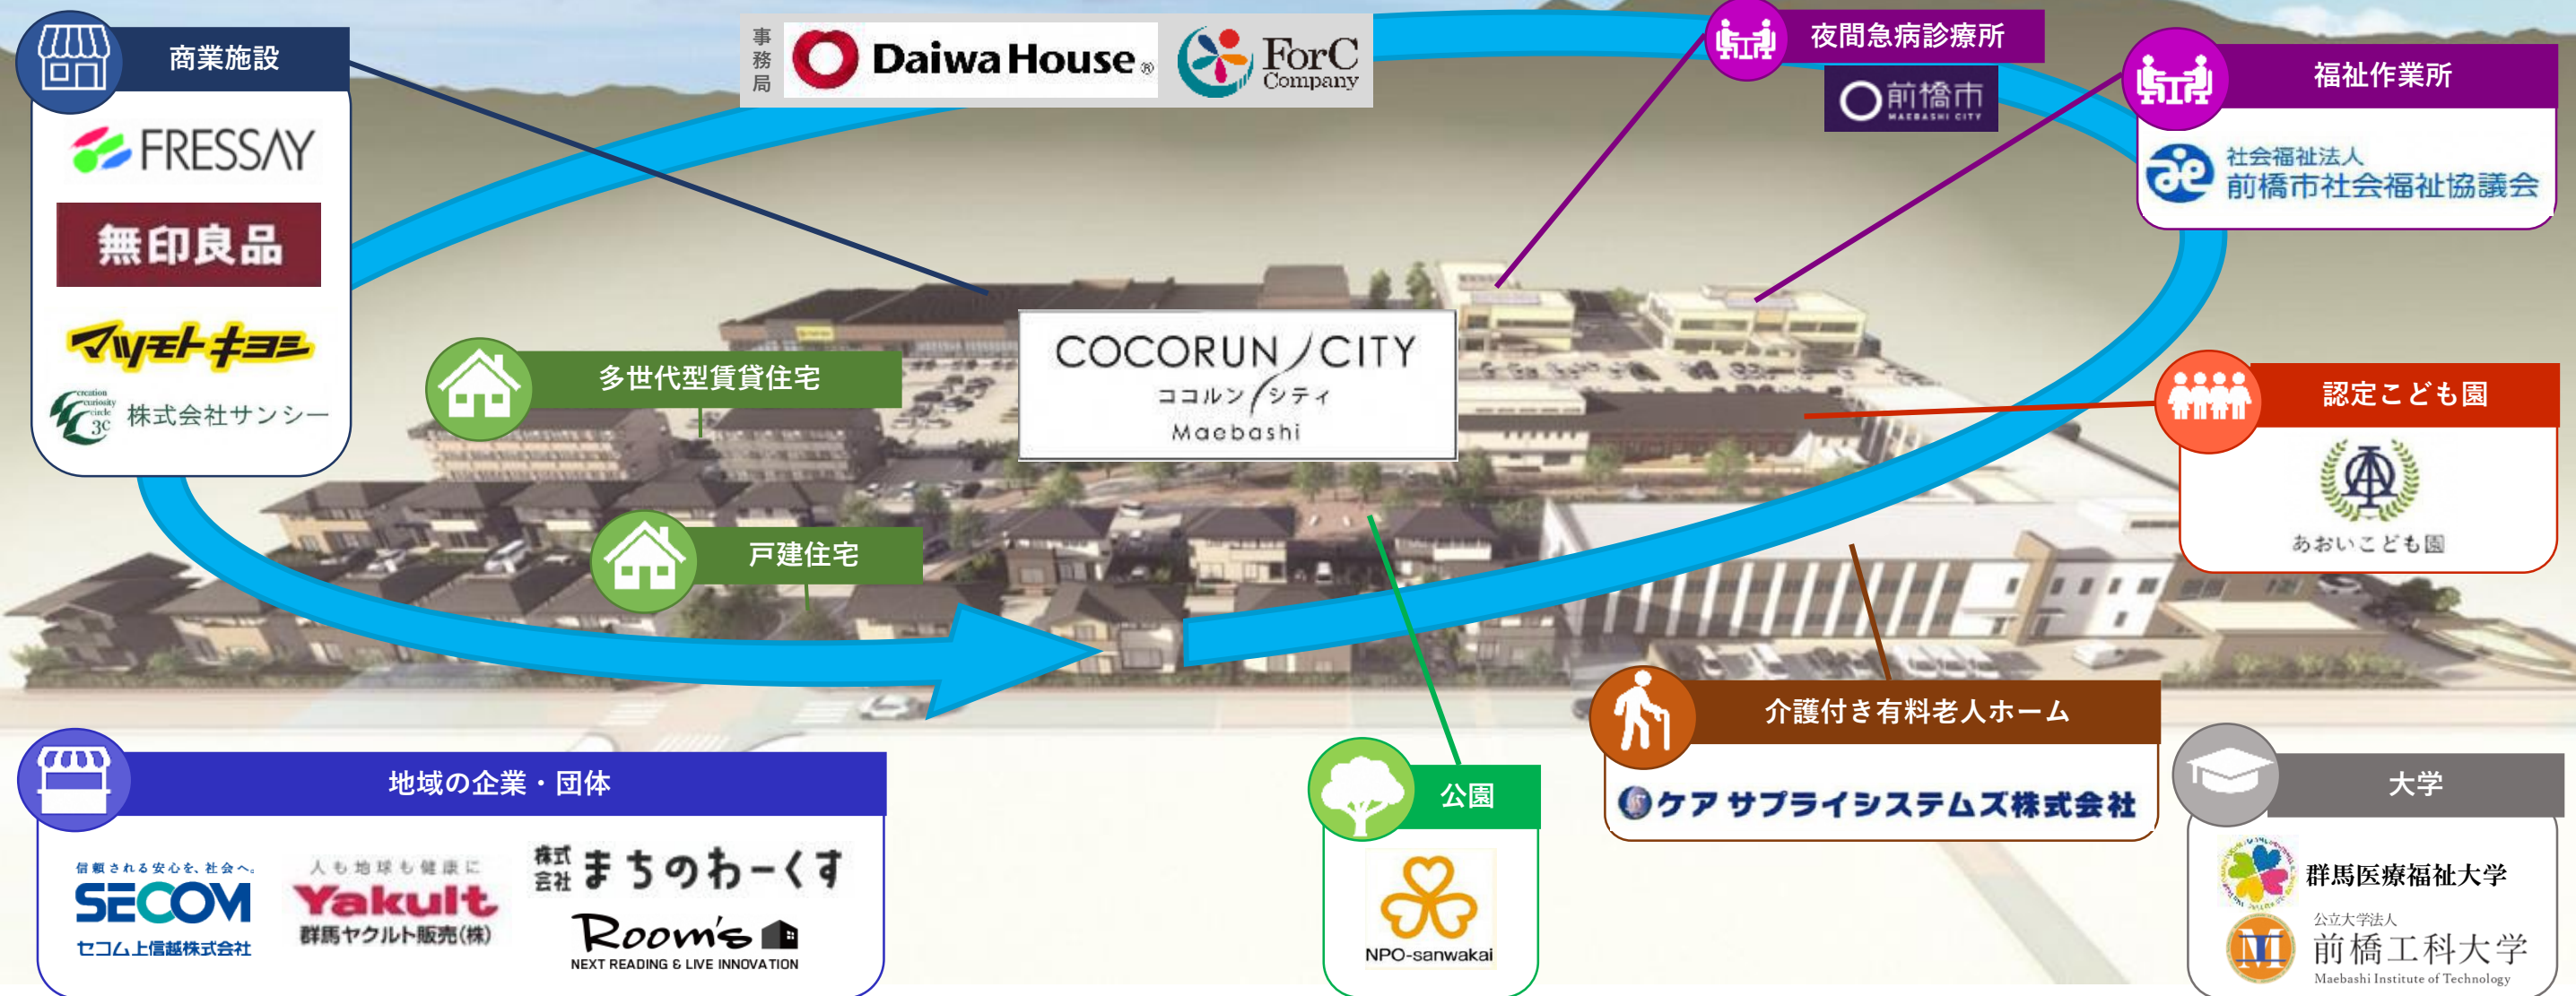 商業施設
FRESSAY
無印良品
マツモトキヨシ
creation
curiosity
circle
3C
株式会社サンシー
事務局
Daiwa House®
ForC
Company
夜間急病診療所
前橋市
MAEBASHI CITY
福祉作業所
社会福祉法人
前橋市社会福祉協議会
多世代型賃貸住宅
COCORUN CITY
ココルン シティ
Maebashi
認定こども園
あおいこども園
戸建住宅
地域の企業・団体
信頼される安心を、社会へ。
SECOM
セコム上信越株式会社
人も地球も健康に
Yakult
群馬ヤクルト販売(株)
株式会社 まちのわーくす
Room's
NEXT READING & LIVE INNOVATION
公園
NPO-sanwakai
介護付き有料老人ホーム
ケアサプライシステムズ株式会社
大学
群馬医療福祉大学
公立大学法人
前橋工科大学
Maebashi Institute of Technology